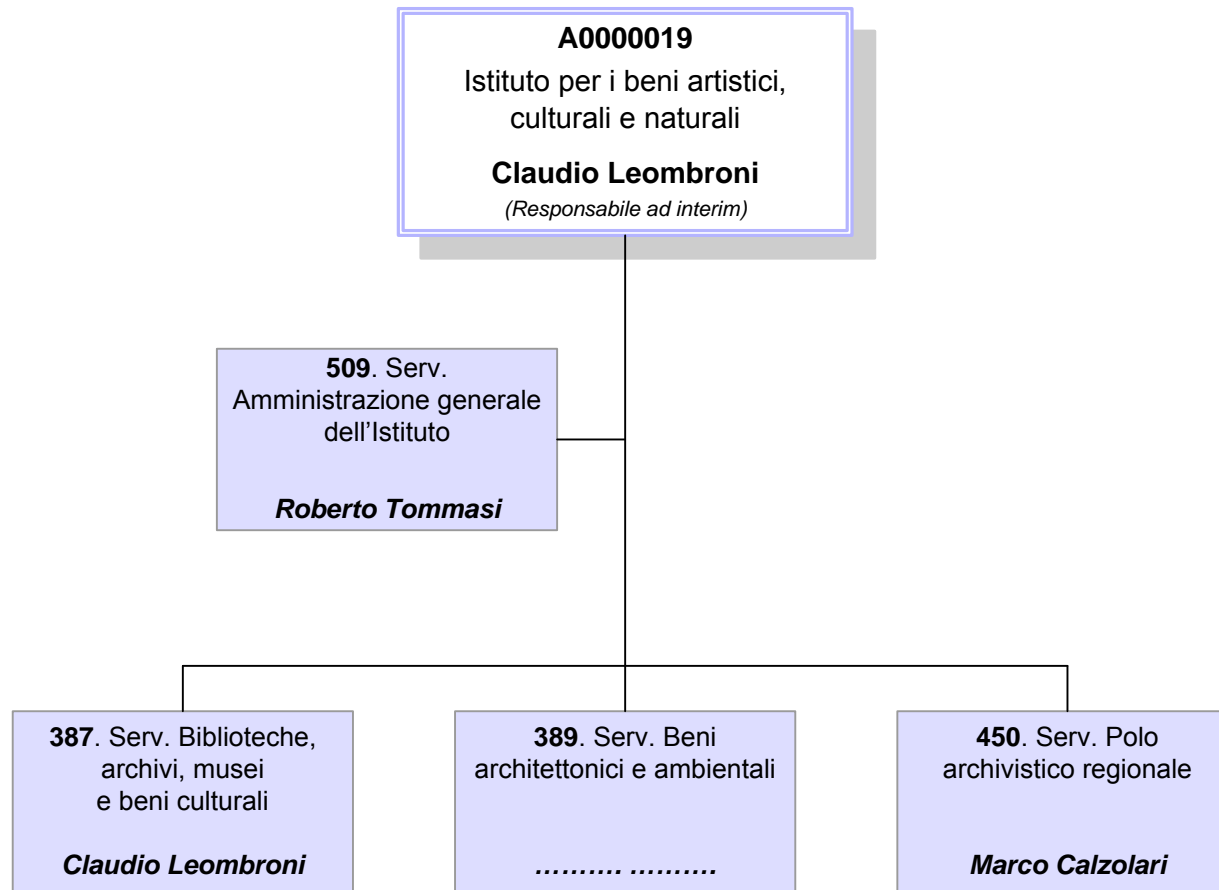 A0000019
Istituto per i beni artistici,
culturali e naturali
Claudio Leombroni
(Responsabile ad interim)
509. Serv.
Amministrazione generale
dell’Istituto
Roberto Tommasi
387. Serv. Biblioteche,
archivi, musei
e beni culturali
Claudio Leombroni
389. Serv. Beni
architettonici e ambientali
………. ……….
450. Serv. Polo
archivistico regionale
Marco Calzolari